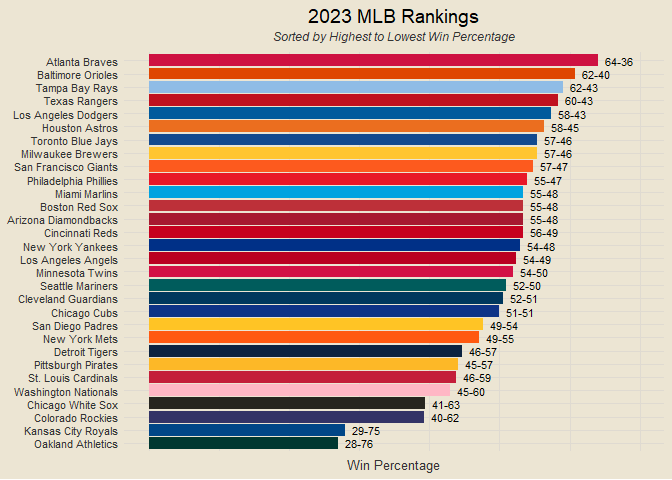 2023 MLB Rankings
Sorted by Highest to Lowest Win Percentage
Atlanta Braves 64-36
Baltimore Orioles 62-40
Tampa Bay Rays 62-43
Texas Rangers 60-43
Los Angeles Dodgers 58-43
Houston Astros 58-45
Toronto Blue Jays 57-46
Milwaukee Brewers 57-46
San Francisco Giants 57-47
Philadelphia Phillies 55-47
Miami Marlins 55-48
Boston Red Sox 55-48
Arizona Diamondbacks 55-48
Cincinnati Reds 56-49
New York Yankees 54-48
Los Angeles Angels 54-49
Minnesota Twins 54-50
Seattle Mariners 52-50
Cleveland Guardians 52-51
Chicago Cubs 51-51
San Diego Padres 49-54
New York Mets 49-55
Detroit Tigers 46-57
Pittsburgh Pirates 45-57
St. Louis Cardinals 46-59
Washington Nationals 45-60
Chicago White Sox 41-63
Colorado Rockies 40-62
Kansas City Royals 29-75
Oakland Athletics 28-76
Win Percentage